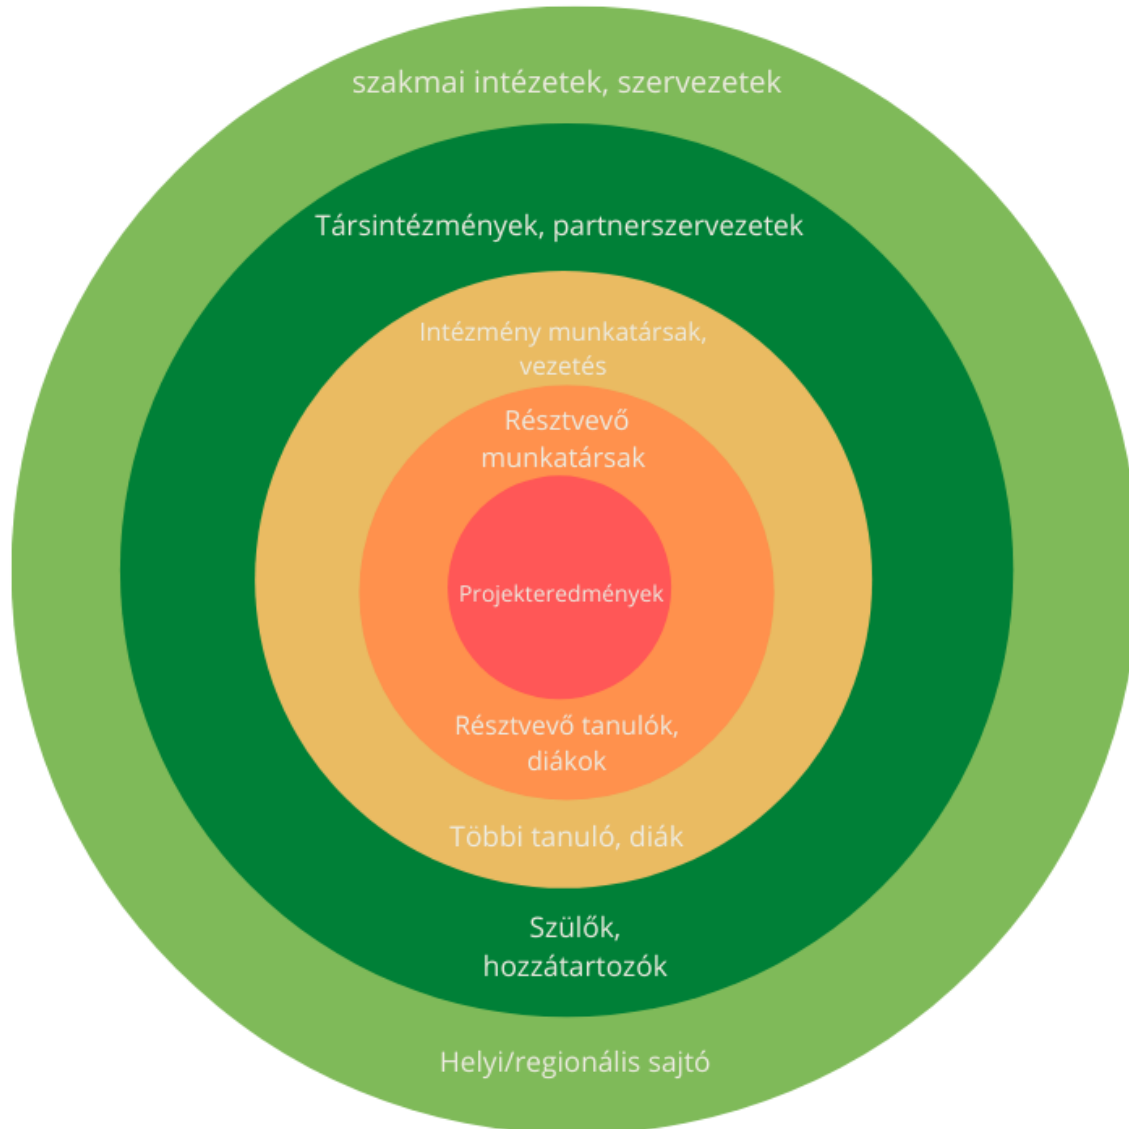 szakmai intézetek, szervezetek
Társintézmények, partnerszervezetek
Intézmény munkatársak,
vezetés
Résztvevő
munkatársak
Projekteredmények
Résztvevő tanulók,
diákok
Többi tanuló, diák
Szülők,
hozzátartozók
Helyi/regionális sajtó